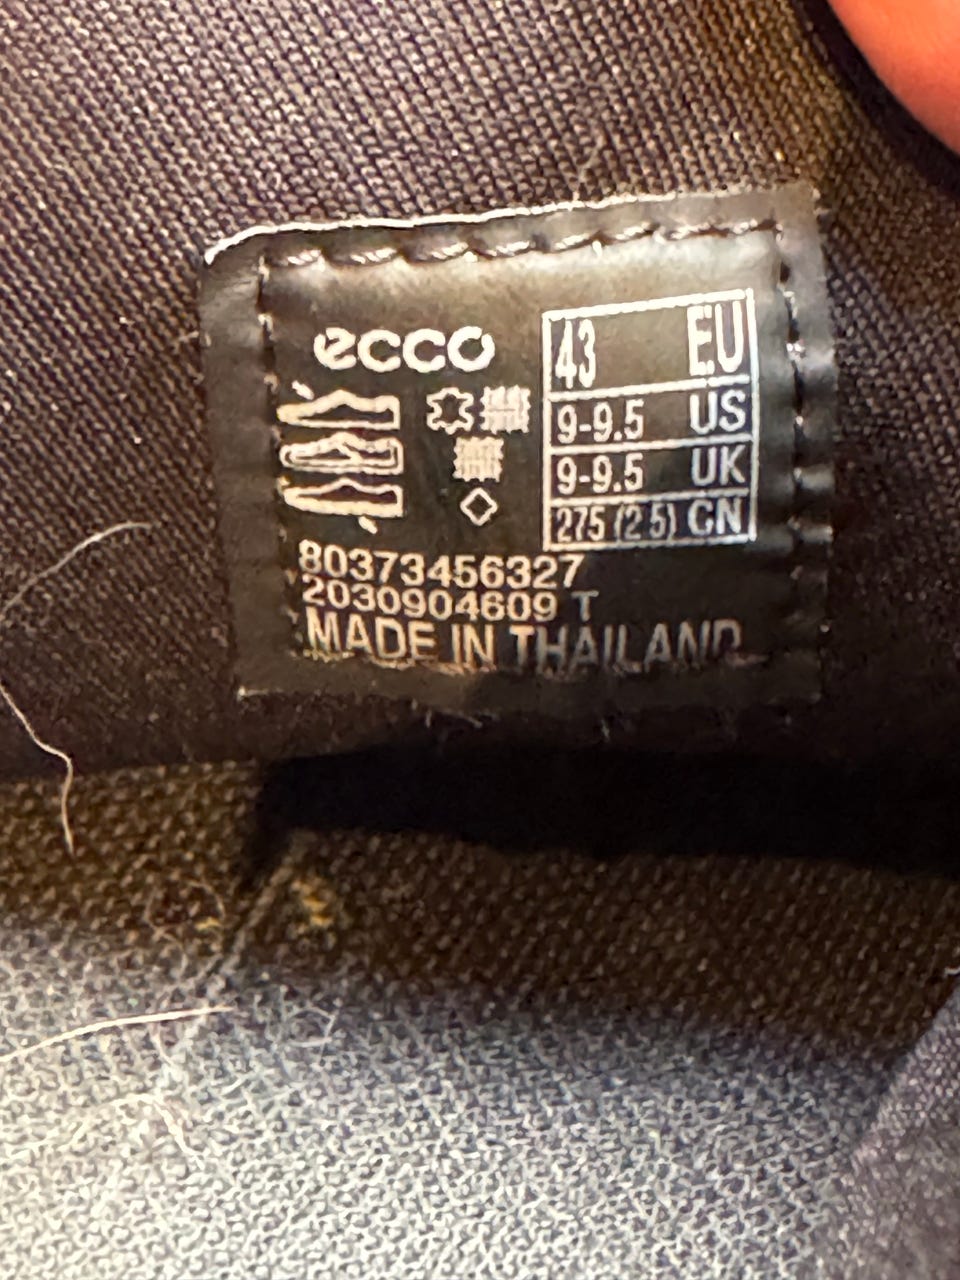 ecco
43 EU
9-9.5 US
9-9.5 UK
275 (2.5) CN
80373456327
2030904609 T
MADE IN THAILAND